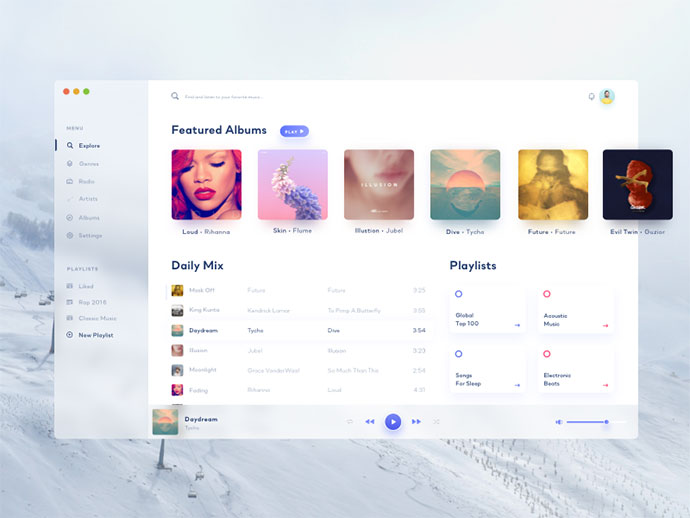 Find and listen to your favorite music...
MENU
Explore
Genres
Radio
Artists
Albums
Settings
PLAYLISTS
Liked
Rap 2016
Classic Music
New Playlist
Featured Albums
PLAY
Loud • Rihanna
Skin • Flume
ILLUSION
Illustion • Jubel
Dive • Tycho
Future • Future
Evil Twin • Duzior
Daily Mix
Mask Off Future Future 3:25
King Kunta Kendrick Lamar To Pimp A Butterfly 3:55
Daydream Tycho Dive 3:54
Illusion Jubel Illusion 3:23
Moonlight Grace VanderWaal So Much Than This 2:54
Fading Rihanna Loud 4:31
Playlists
Global
Top 100
Acoustic
Music
Songs
For Sleep
Electronic
Beats
Daydream
Tycho